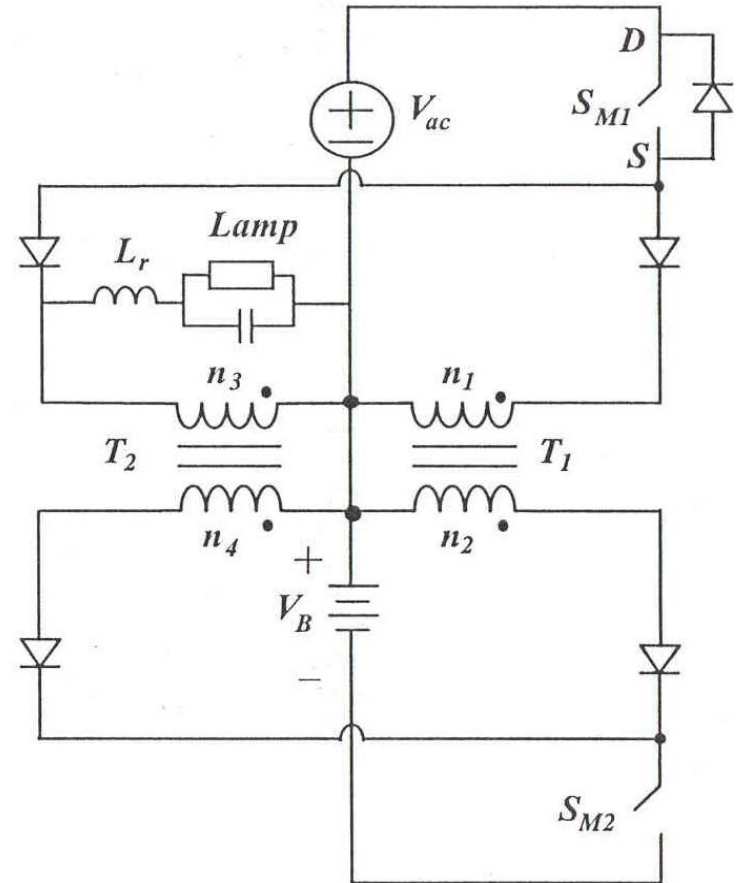 D
V_ac
S_M1
S
Lamp
L_r
n_3
n_1
T_2
T_1
n_4
n_2
+
V_B
−
S_M2